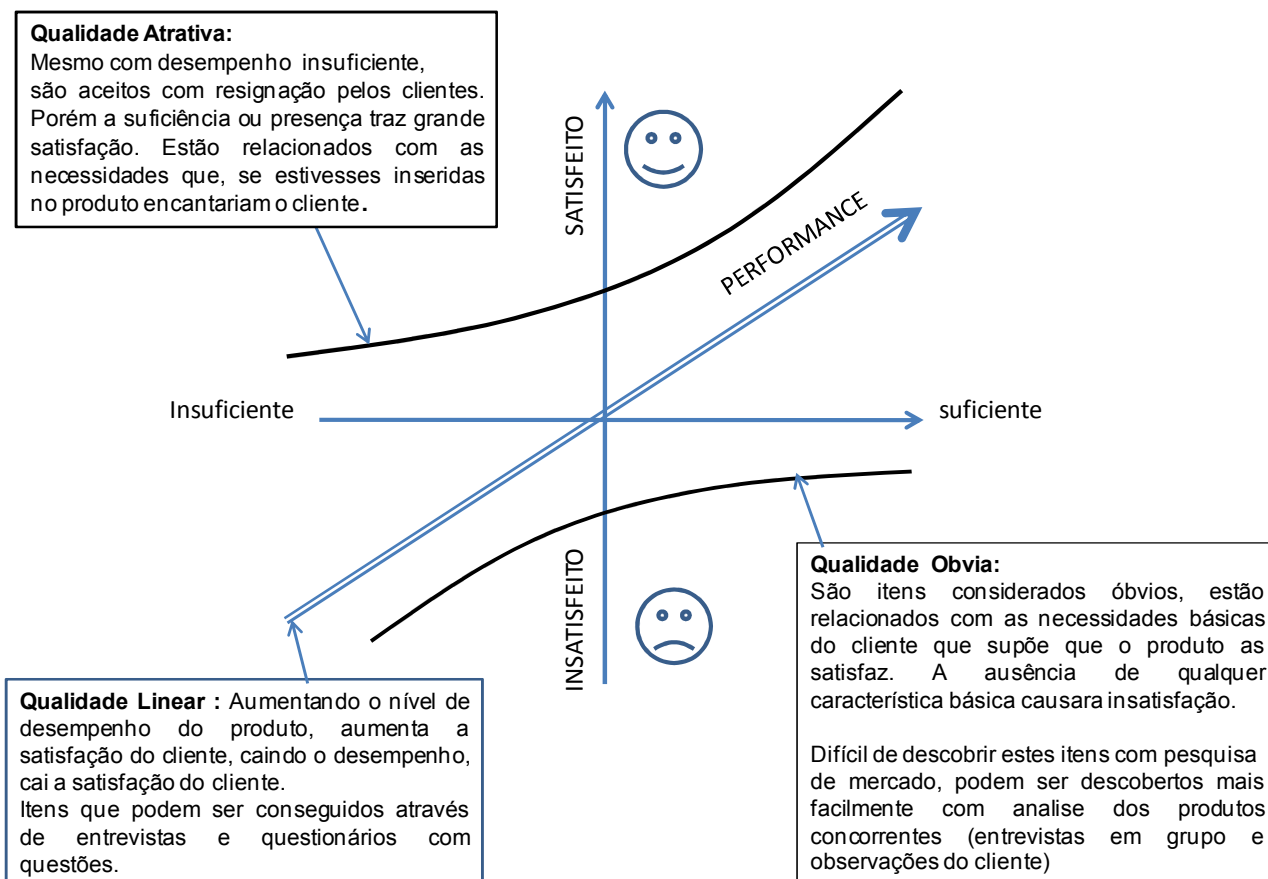 Qualidade Atrativa:
Mesmo com desempenho insuficiente,
são aceitos com resignação pelos clientes.
Porém a suficiência ou presença traz grande
satisfação. Estão relacionados com as
necessidades que, se estivesses inseridas
no produto encantariam o cliente.
SATISFEITO
PERFORMANCE
Insuficiente
suficiente
INSATISFEITO
Qualidade Linear : Aumentando o nível de
desempenho do produto, aumenta a
satisfação do cliente, caindo o desempenho,
cai a satisfação do cliente.
Itens que podem ser conseguidos através
de entrevistas e questionários com
questões.
Qualidade Obvia:
São itens considerados óbvios, estão
relacionados com as necessidades básicas
do cliente que supõe que o produto as
satisfaz. A ausência de qualquer
característica básica causara insatisfação.
Difícil de descobrir estes itens com pesquisa
de mercado, podem ser descobertos mais
facilmente com analise dos produtos
concorrentes (entrevistas em grupo e
observações do cliente)